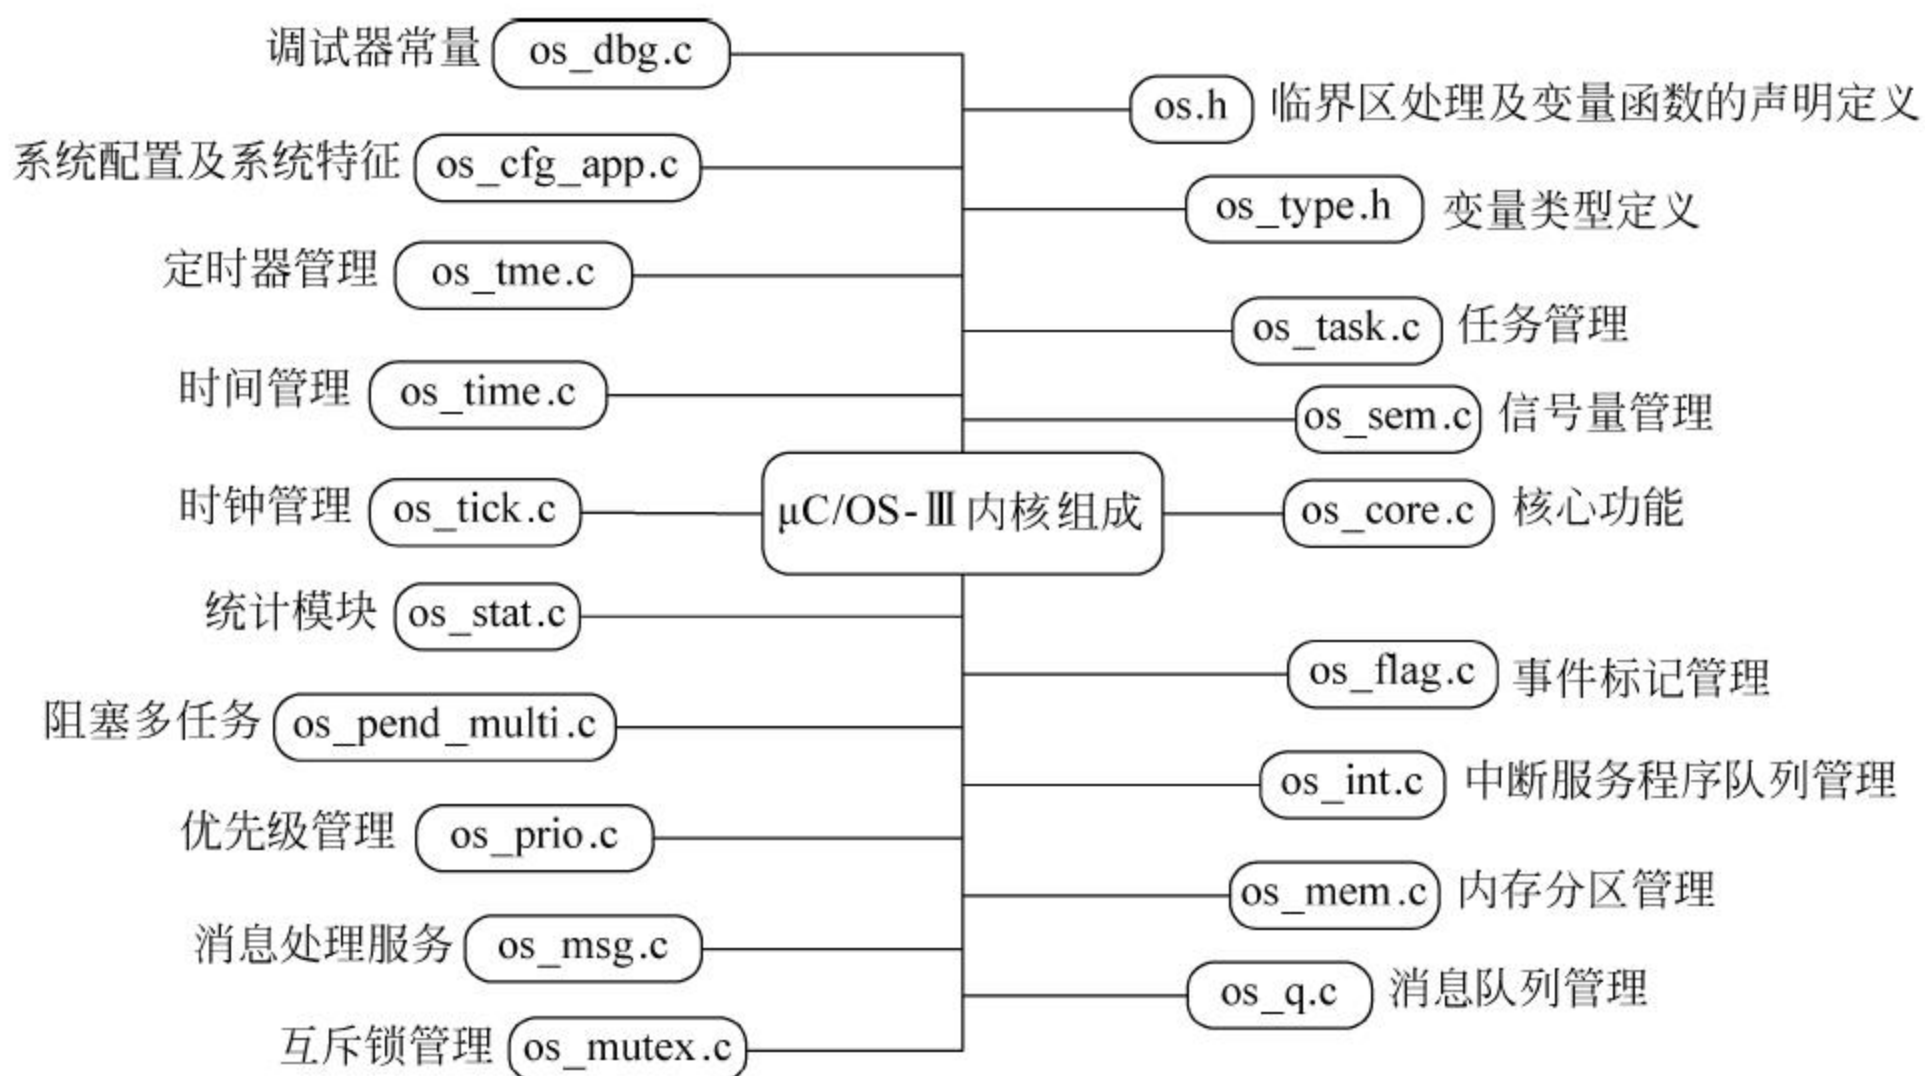 调试器常量 os_dbg.c
系统配置及系统特征 os_cfg_app.c
定时器管理 os_tme.c
时间管理 os_time.c
时钟管理 os_tick.c
统计模块 os_stat.c
阻塞多任务 os_pend_multi.c
优先级管理 os_prio.c
消息处理服务 os_msg.c
互斥锁管理 os_mutex.c
μC/OS-Ⅲ内核组成
os.h 临界区处理及变量函数的声明定义
os_type.h 变量类型定义
os_task.c 任务管理
os_sem.c 信号量管理
os_core.c 核心功能
os_flag.c 事件标记管理
os_int.c 中断服务程序队列管理
os_mem.c 内存分区管理
os_q.c 消息队列管理